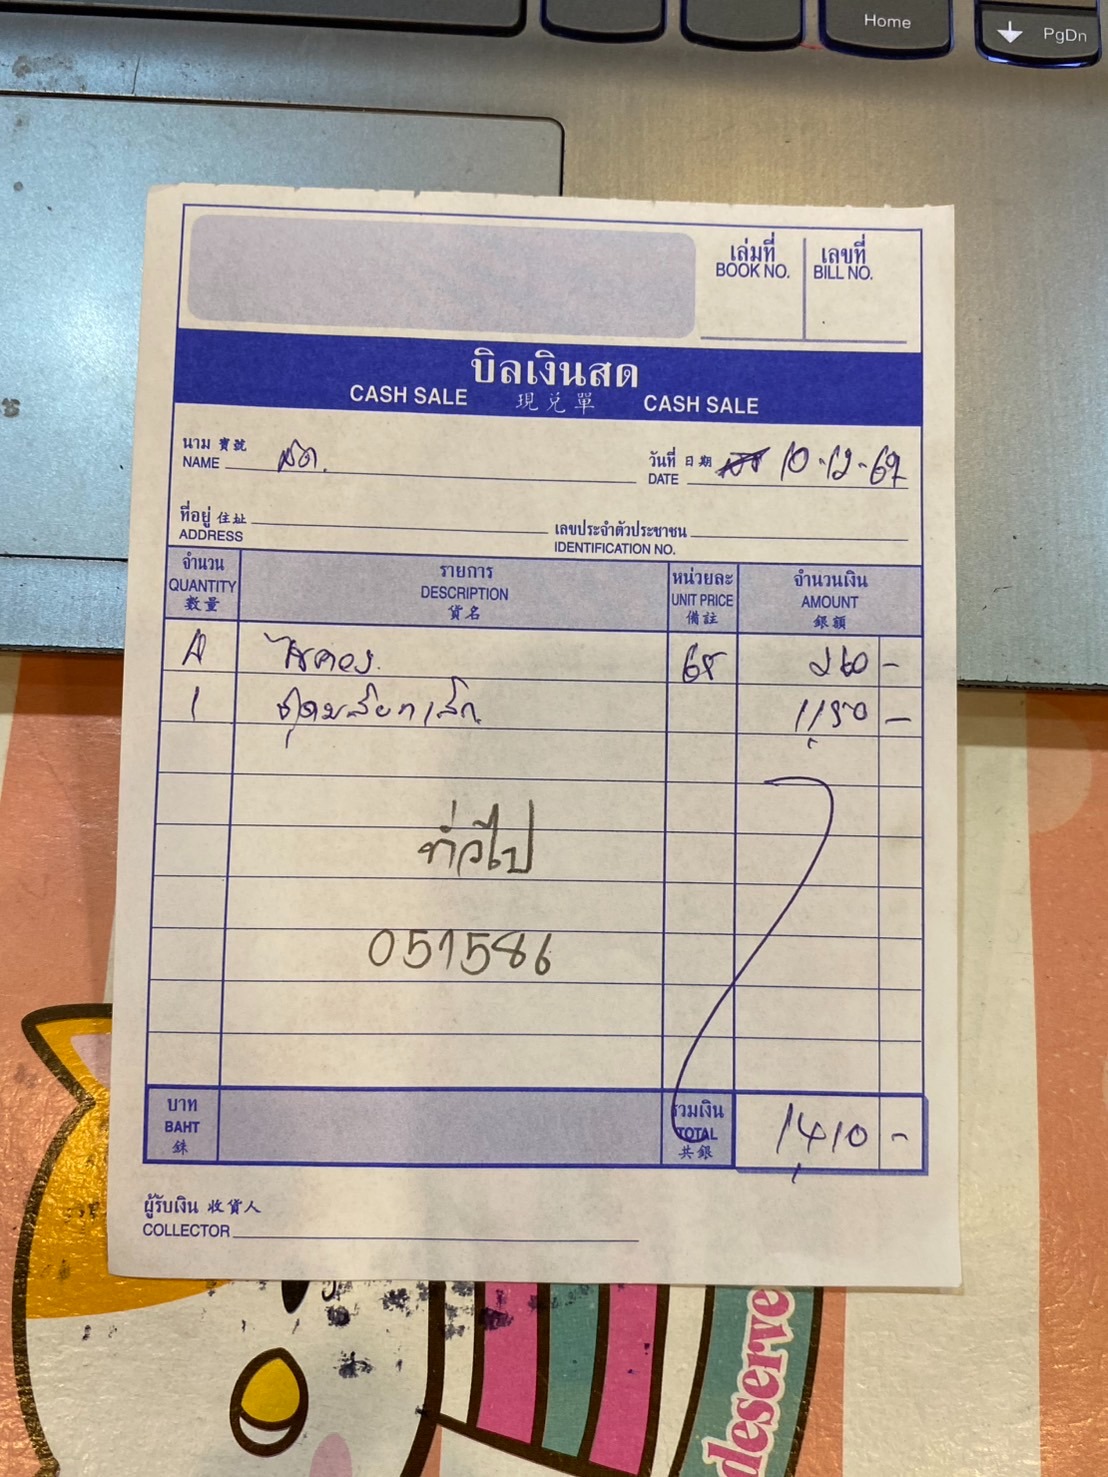 Home
PgDn
เล่มที่ เลขที่
BOOK NO. BILL NO.
บิลเงินสด
CASH SALE 現兌單 CASH SALE
นาม 寶號 วันที่ 日期
NAME สด. DATE 10-12-67
ที่อยู่ 住址 เลขประจำตัวประชาชน
ADDRESS IDENTIFICATION NO.
จำนวน รายการ หน่วยละ จำนวนเงิน
QUANTITY DESCRIPTION UNIT PRICE AMOUNT
數量 貨名 備註 銀額
4 65 260 -
1 1,150 -
ทั่วไป
051586
บาท รวมเงิน
BAHT TOTAL 1,410 -
銖 共銀
ผู้รับเงิน 收貨人
COLLECTOR
deserve